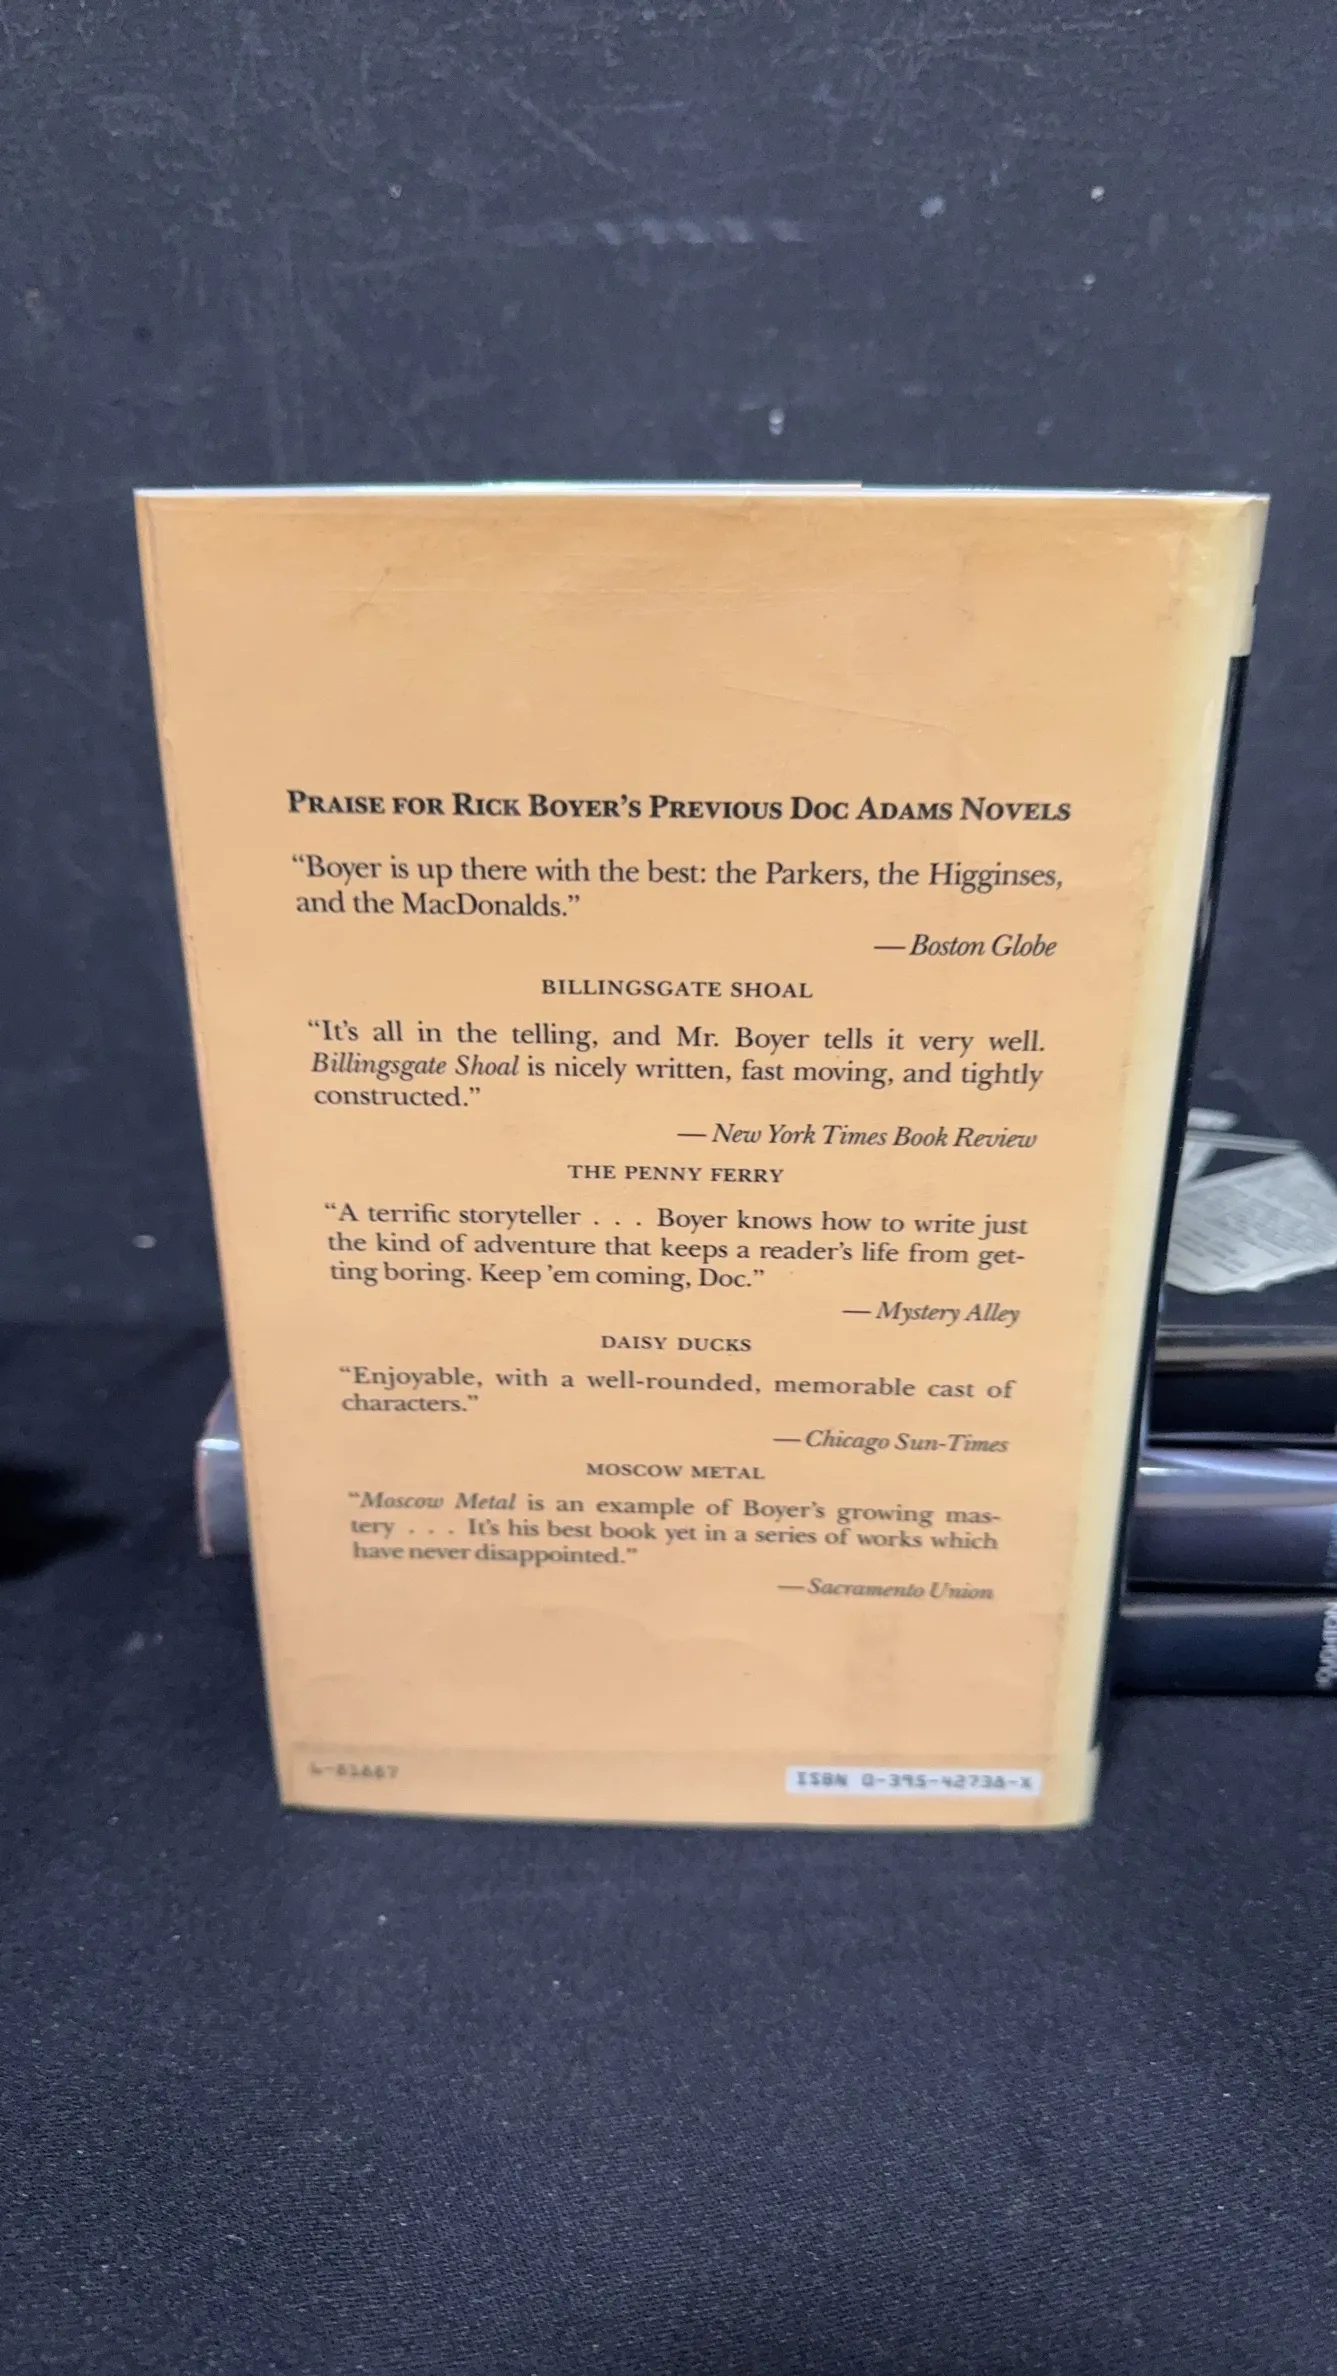 PRAISE FOR RICK BOYER'S PREVIOUS DOC ADAMS NOVELS
“Boyer is up there with the best: the Parkers, the Higginses,
and the MacDonalds.”
— Boston Globe
BILLINGSGATE SHOAL
“It's all in the telling, and Mr. Boyer tells it very well.
Billingsgate Shoal is nicely written, fast moving, and tightly
constructed.”
— New York Times Book Review
THE PENNY FERRY
“A terrific storyteller . . . Boyer knows how to write just
the kind of adventure that keeps a reader's life from get-
ting boring. Keep 'em coming, Doc.”
— Mystery Alley
DAISY DUCKS
“Enjoyable, with a well-rounded, memorable cast of
characters.”
— Chicago Sun-Times
MOSCOW METAL
“Moscow Metal is an example of Boyer's growing mas-
tery . . . It's his best book yet in a series of works which
have never disappointed.”
— Sacramento Union
ISBN 0-395-42738-X